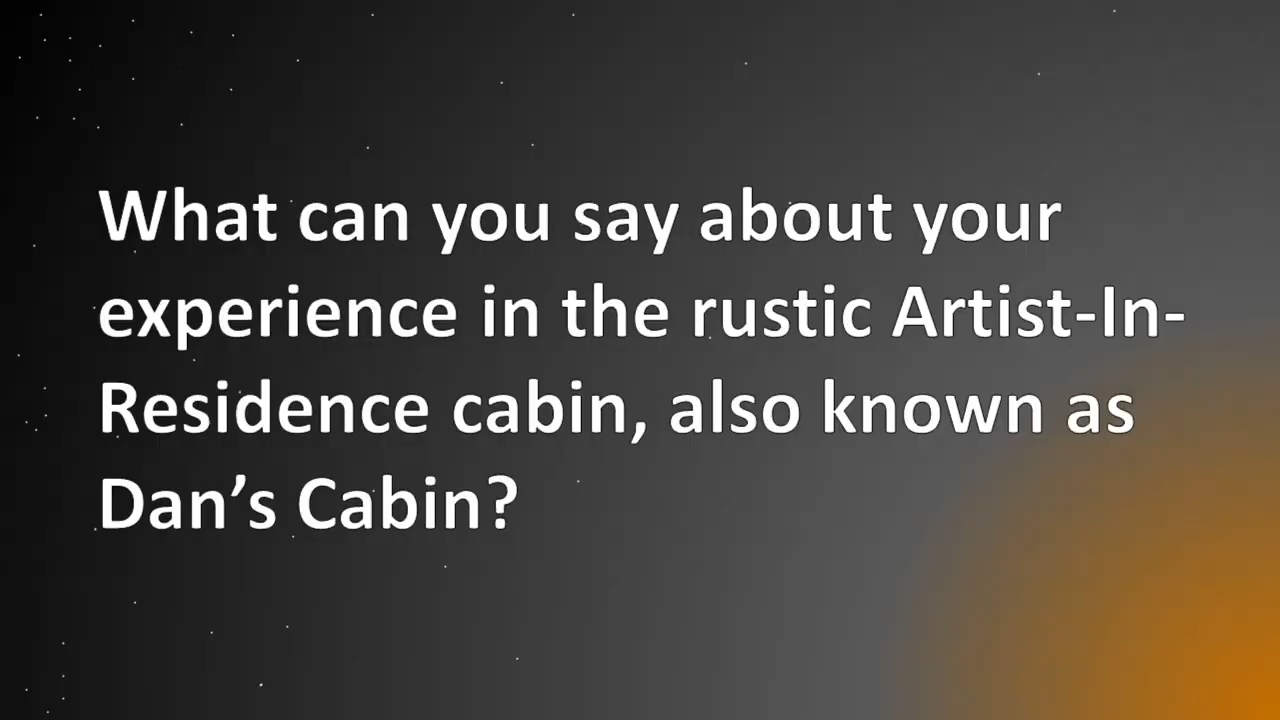 What can you say about your
experience in the rustic Artist-In-
Residence cabin, also known as
Dan’s Cabin?